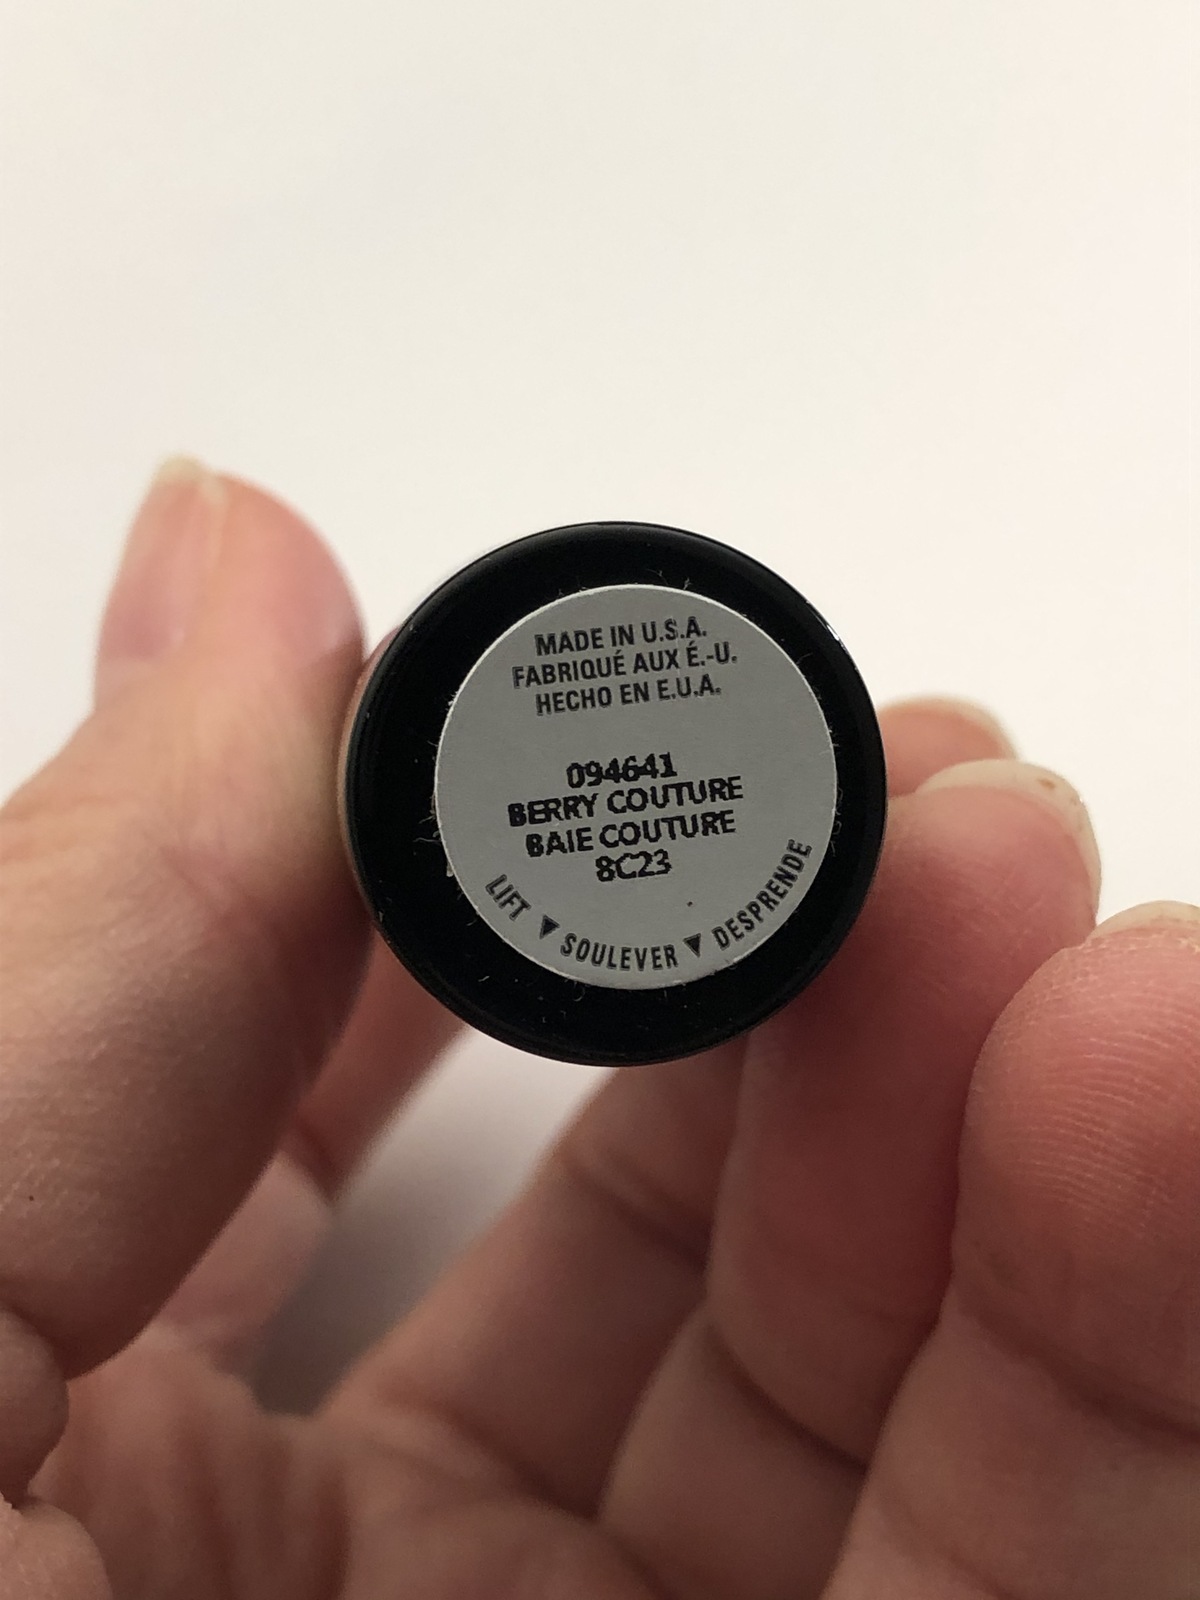 MADE IN U.S.A.
FABRIQUÉ AUX É.-U.
HECHO EN E.U.A.
094641
BERRY COUTURE
BAIE COUTURE
8C23
LIFT ▼ SOULEVER ▼ DESPRENDE